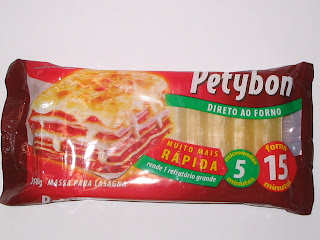 Petybon
DIRETO AO FORNO
MUITO MAIS
RÁPIDA
rende 1 refratário grande
microondas
5
minutos
forno
15
minutos
MASSA PARA LASAGNA